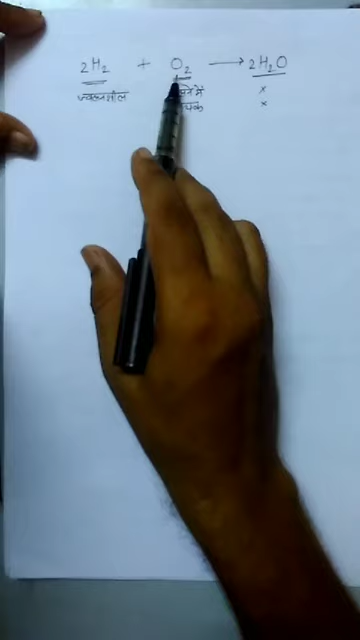 2H₂ + O₂ → 2H₂O
ज्वलनशील में x
x